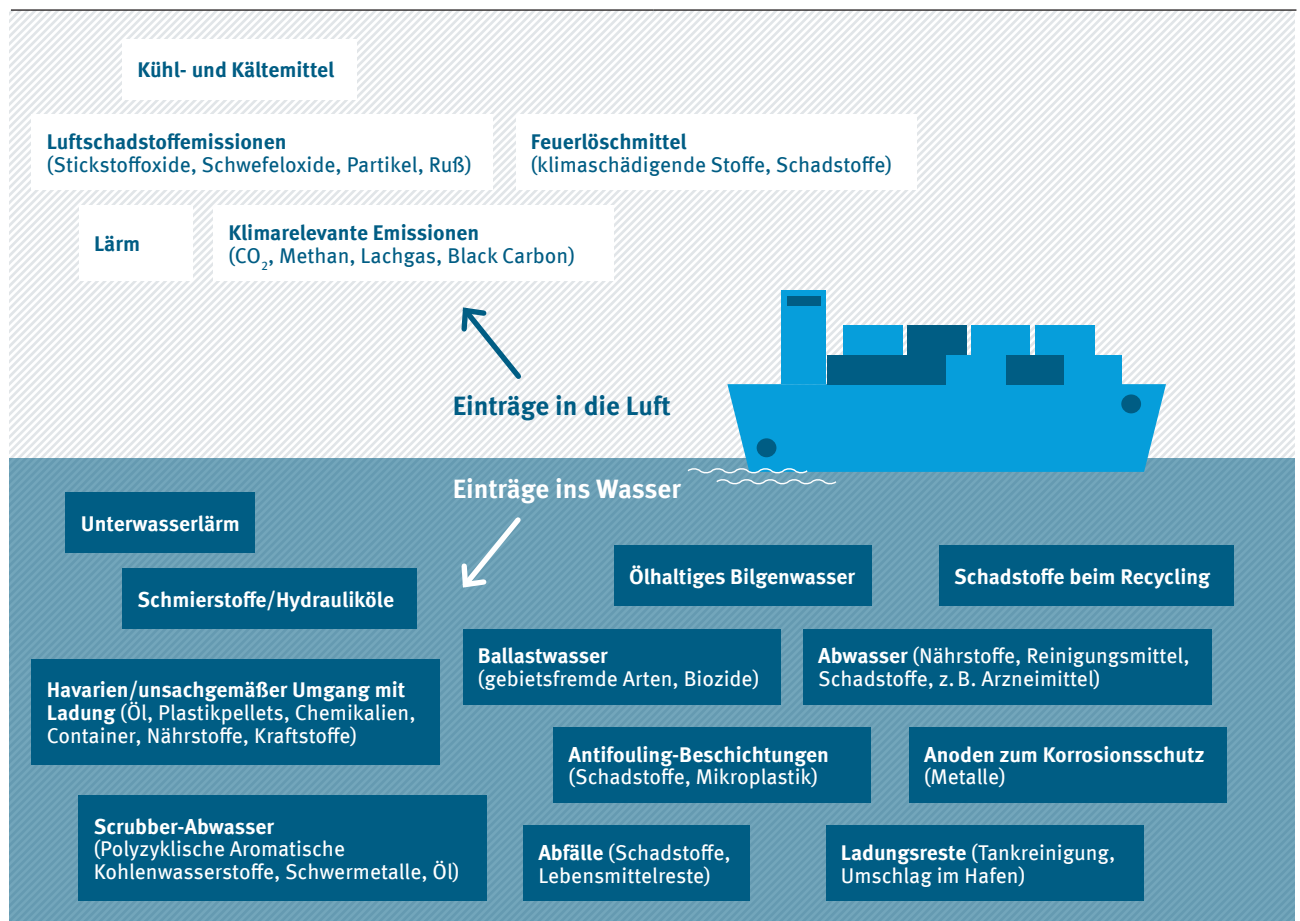 Kühl- und Kältemittel
Luftschadstoffemissionen
(Stickstoffoxide, Schwefeloxide, Partikel, Ruß)
Feuerlöschmittel
(klimaschädigende Stoffe, Schadstoffe)
Lärm
Klimarelevante Emissionen
(CO₂, Methan, Lachgas, Black Carbon)
Einträge in die Luft
Einträge ins Wasser
Unterwasserlärm
Schmierstoffe/Hydrauliköle
Ölhaltiges Bilgenwasser
Schadstoffe beim Recycling
Havarien/unsachgemäßer Umgang mit
Ladung (Öl, Plastikpellets, Chemikalien,
Container, Nährstoffe, Kraftstoffe)
Ballastwasser
(gebietsfremde Arten, Biozide)
Abwasser (Nährstoffe, Reinigungsmittel,
Schadstoffe, z. B. Arzneimittel)
Antifouling-Beschichtungen
(Schadstoffe, Mikroplastik)
Anoden zum Korrosionsschutz
(Metalle)
Scrubber-Abwasser
(Polyzyklische Aromatische
Kohlenwasserstoffe, Schwermetalle, Öl)
Abfälle (Schadstoffe,
Lebensmittelreste)
Ladungsreste (Tankreinigung,
Umschlag im Hafen)